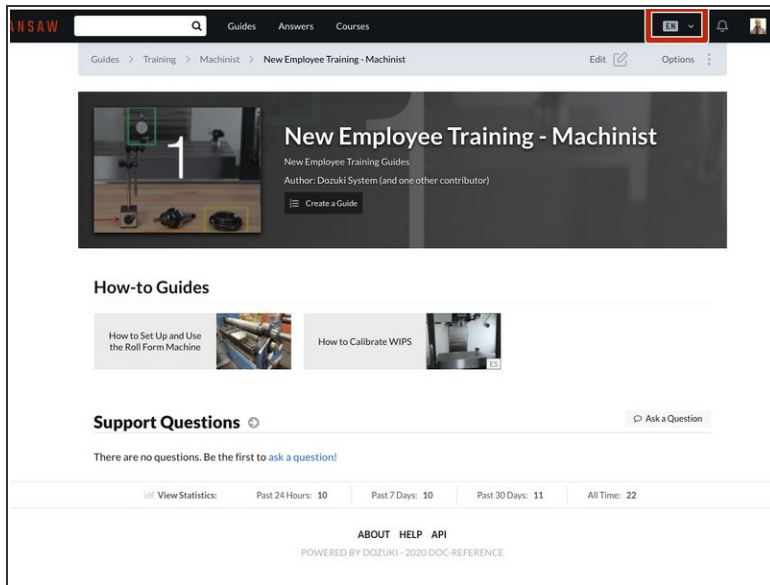 ANSAW
Guides Answers Courses
EN
Guides > Training > Machinist > New Employee Training - Machinist
Edit
Options
1
New Employee Training - Machinist
New Employee Training Guides
Author: Dozuki System (and one other contributor)
Create a Guide
How-to Guides
How to Set Up and Use
the Roll Form Machine
How to Calibrate WIPS
ES
Support Questions
Ask a Question
There are no questions. Be the first to ask a question!
View Statistics: Past 24 Hours: 10 Past 7 Days: 10 Past 30 Days: 11 All Time: 22
ABOUT HELP API
POWERED BY DOZUKI - 2020 DOC-REFERENCE